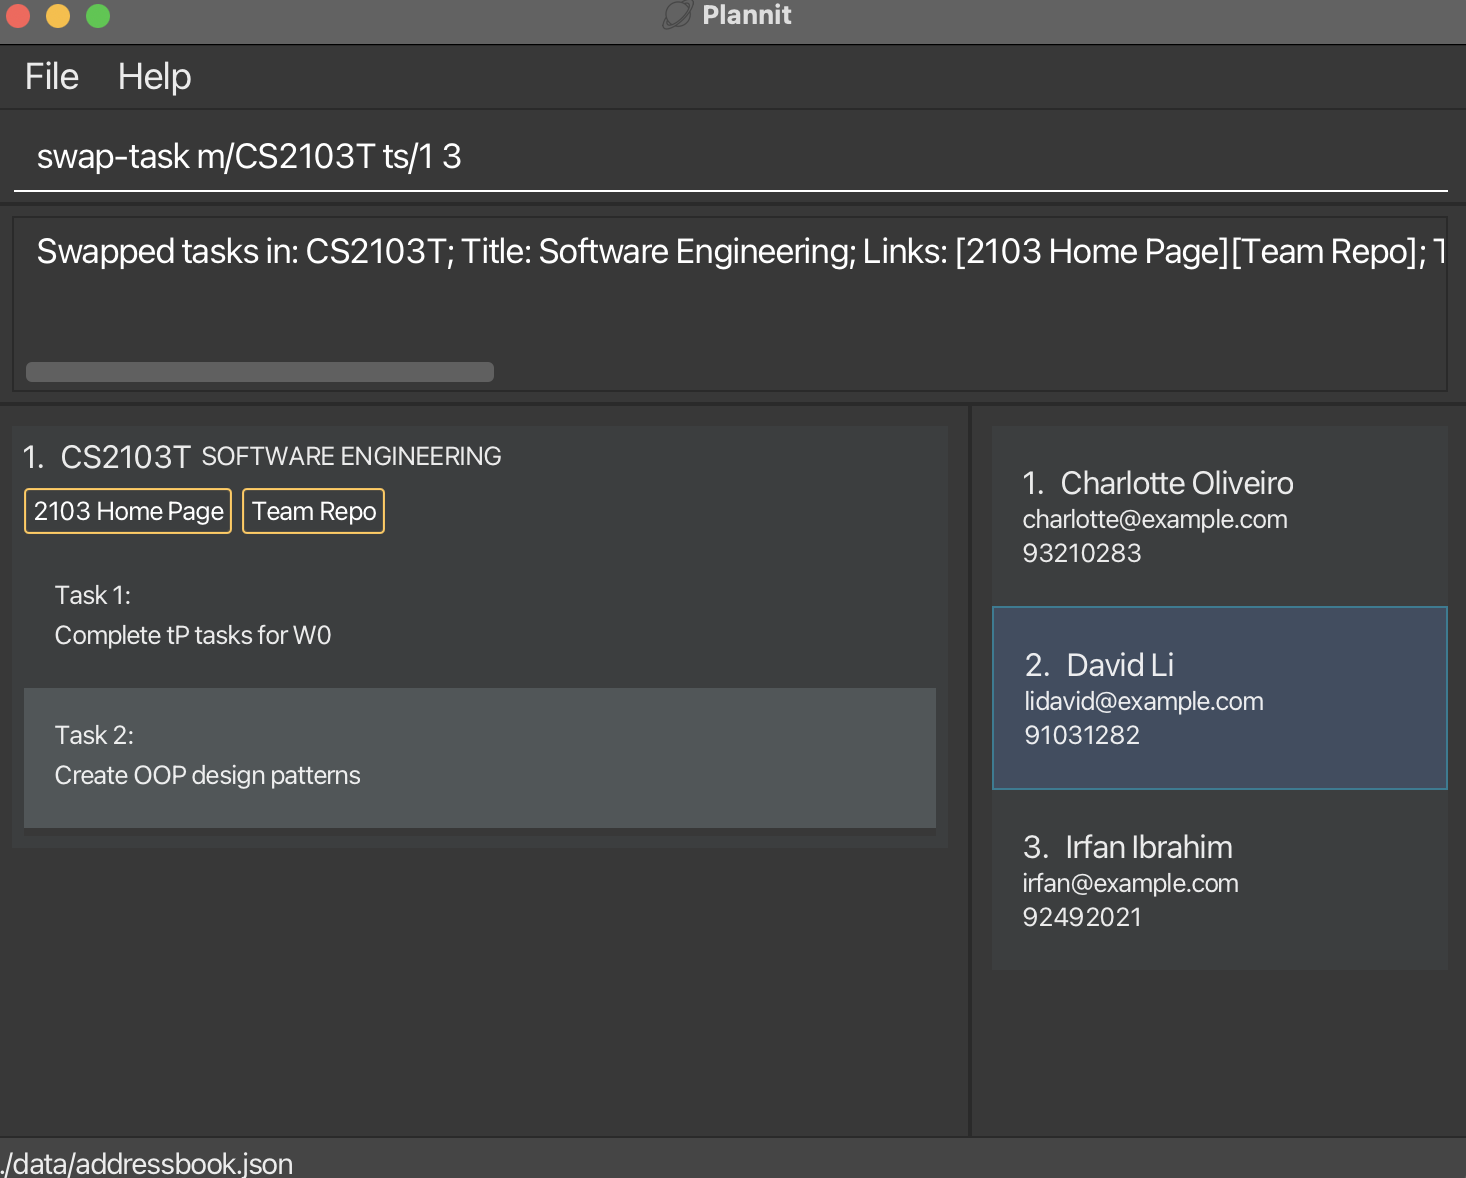 Plannit
File Help
swap-task m/CS2103T ts/1 3
Swapped tasks in: CS2103T; Title: Software Engineering; Links: [2103 Home Page][Team Repo];
1. CS2103T SOFTWARE ENGINEERING
2103 Home Page Team Repo
Task 1:
Complete tP tasks for W0
Task 2:
Create OOP design patterns
1. Charlotte Oliveiro
charlotte@example.com
93210283
2. David Li
lidavid@example.com
91031282
3. Irfan Ibrahim
irfan@example.com
92492021
./data/addressbook.json